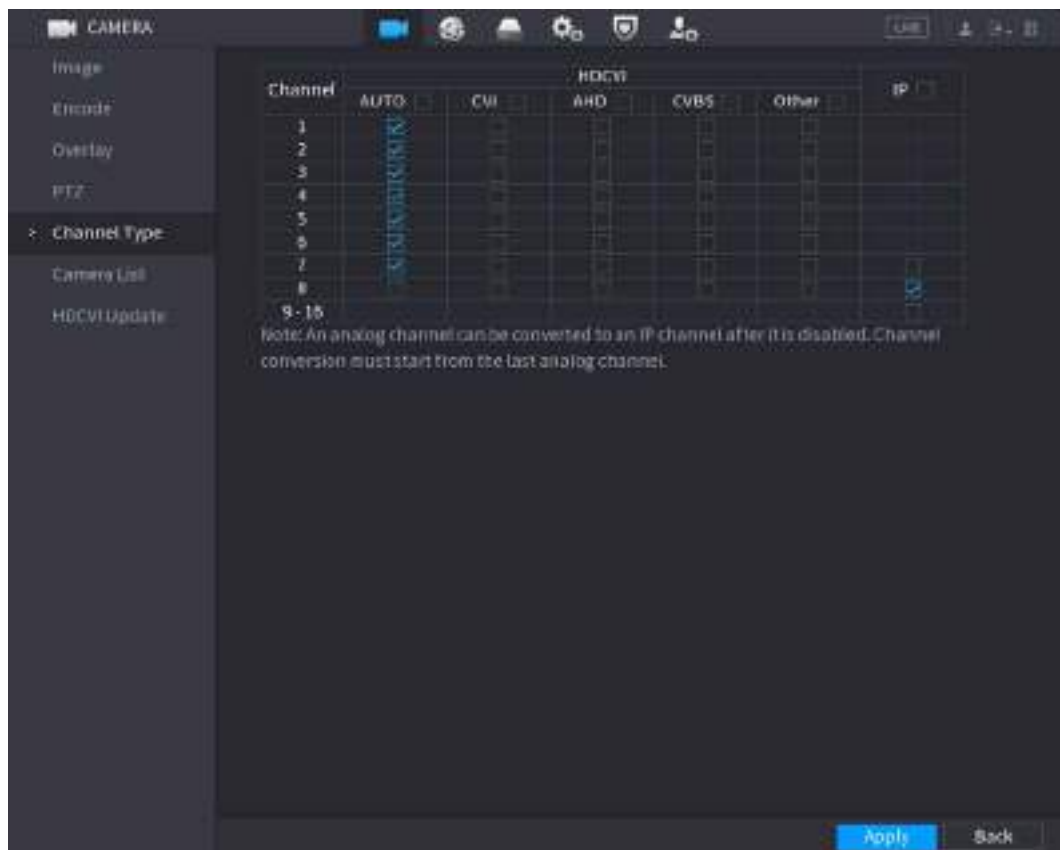 CAMERA
LIVE
Image
Encode
Overlay
PTZ
> Channel Type
Camera List
HDCVI Update
Channel HDCVI IP
AUTO CVI AHD CVBS Other
1
2
3
4
5
6
7
8
9 - 16
Note: An analog channel can be converted to an IP channel after it is disabled. Channel
conversion must start from the last analog channel.
Apply Back